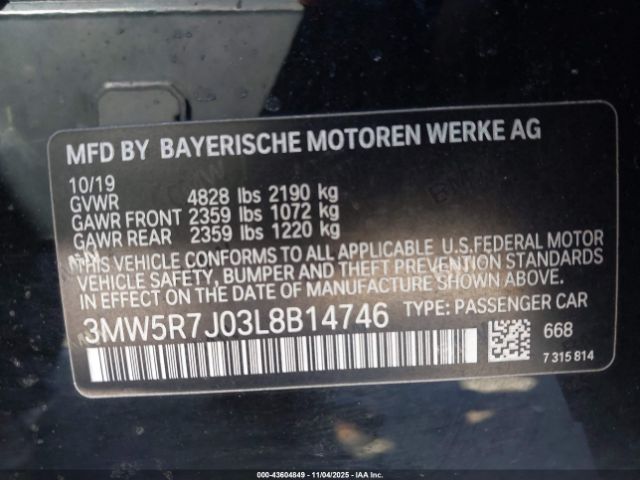 MFD BY BAYERISCHE MOTOREN WERKE AG
10/19
GVWR 4828 lbs 2190 kg
GAWR FRONT 2359 lbs 1072 kg
GAWR REAR 2359 lbs 1220 kg
THIS VEHICLE CONFORMS TO ALL APPLICABLE U.S.FEDERAL MOTOR
VEHICLE SAFETY, BUMPER AND THEFT PREVENTION STANDARDS
IN EFFECT ON THE DATE OF MANUFACTURE SHOWN ABOVE.
3MW5R7J03L8B14746 TYPE: PASSENGER CAR
668
7 315 814
000-43604849 - 11/04/2025 - IAA Inc.